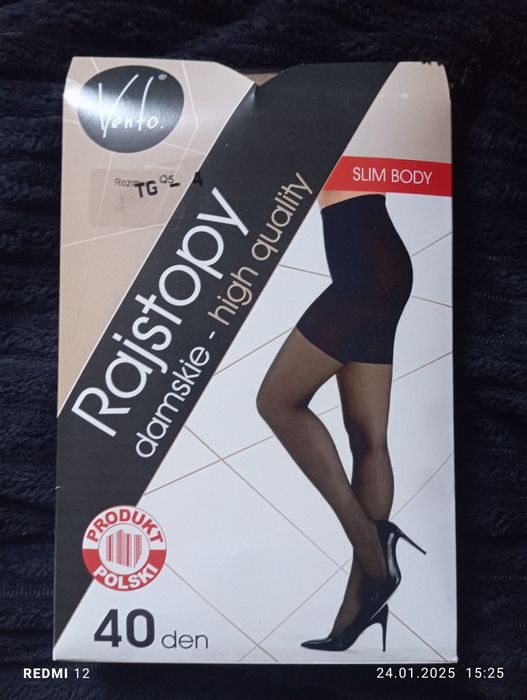 Vento.
SLIM BODY
TG
4
Rajstopy
damskie - high quality
PRODUKT
POLSKI
40 den
REDMI 12
24.01.2025 15:25